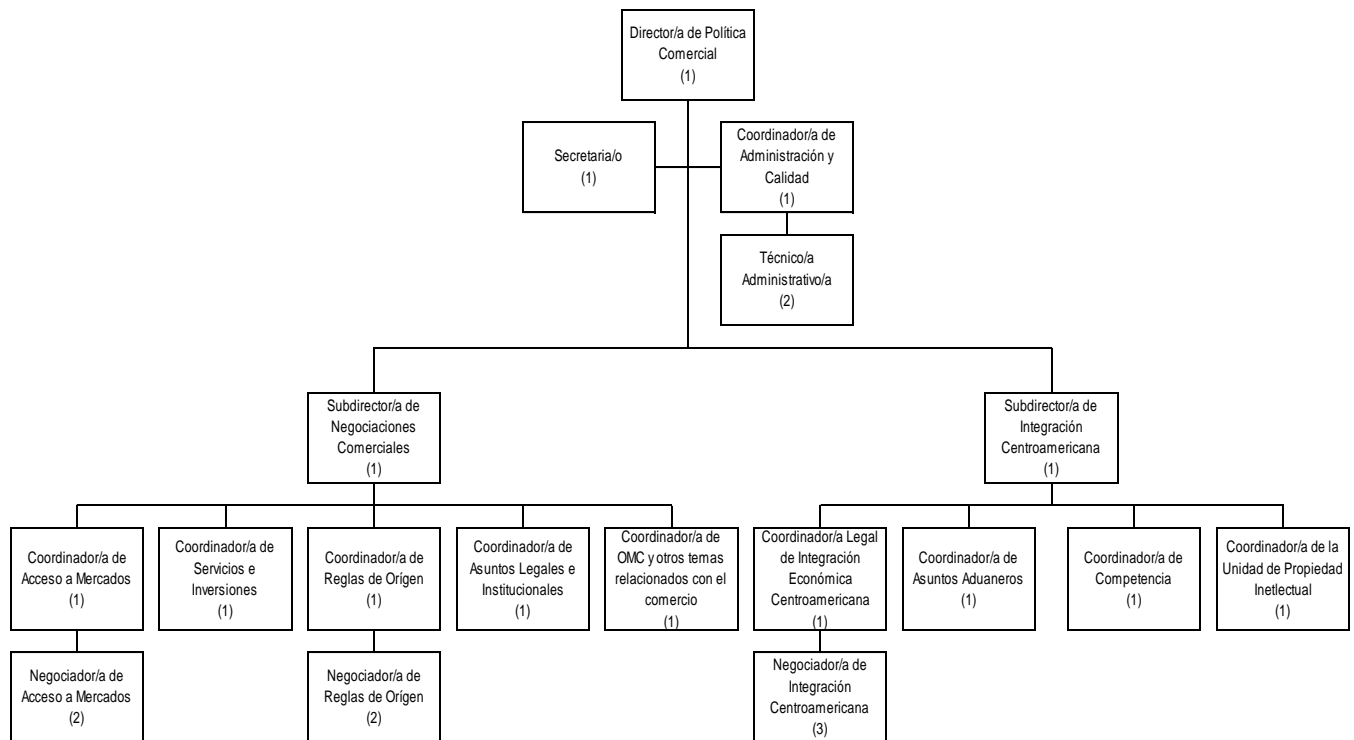 Director/a de Política
Comercial
(1)
Secretaria/o
(1)
Coordinador/a de
Administración y
Calidad
(1)
Técnico/a
Administrativo/a
(2)
Subdirector/a de
Negociaciones
Comerciales
(1)
Subdirector/a de
Integración
Centroamericana
(1)
Coordinador/a de
Acceso a Mercados
(1)
Coordinador/a de
Servicios e
Inversiones
(1)
Coordinador/a de
Reglas de Orígen
(1)
Coordinador/a de
Asuntos Legales e
Institucionales
(1)
Coordinador/a de
OMC y otros temas
relacionados con el
comercio
(1)
Coordinador/a Legal
de Integración
Económica
Centroamericana
(1)
Coordinador/a de
Asuntos Aduaneros
(1)
Coordinador/a de
Competencia
(1)
Coordinador/a de la
Unidad de Propiedad
Inetlectual
(1)
Negociador/a de
Acceso a Mercados
(2)
Negociador/a de
Reglas de Orígen
(2)
Negociador/a de
Integración
Centroamericana
(3)